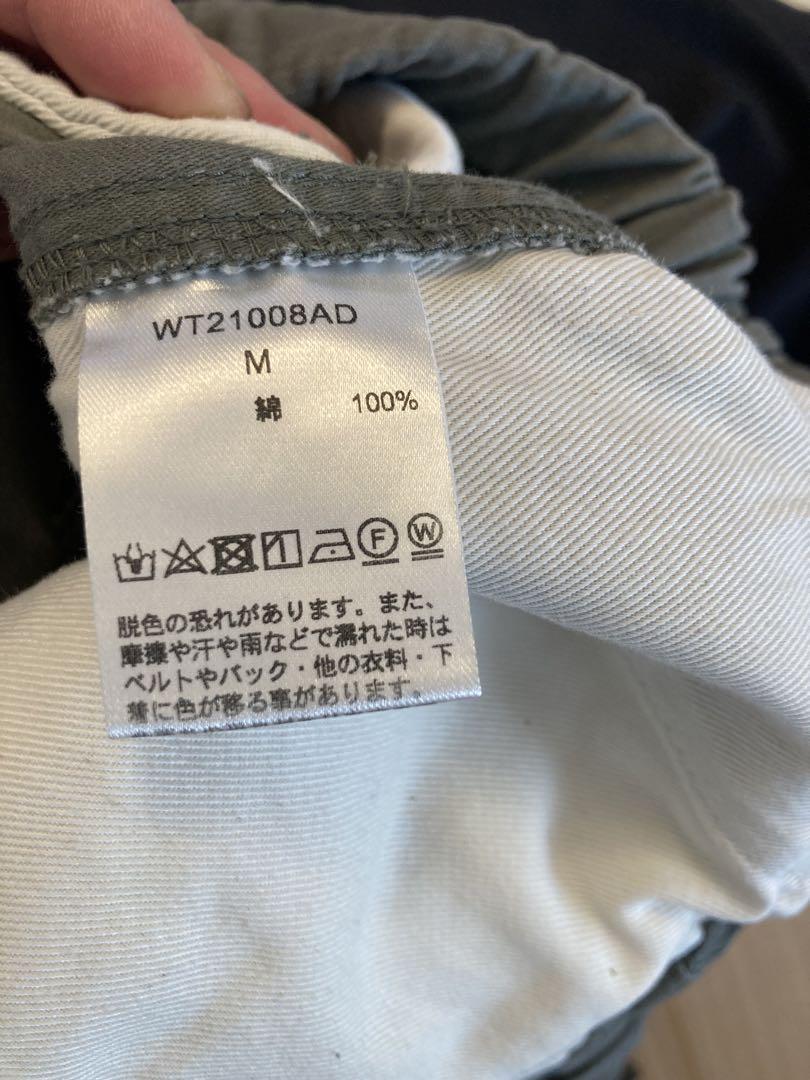 WT21008AD
M
綿 100%
F W
脱色の恐れがあります。また、
摩擦や汗や雨などで濡れた時は
ベルトやバック・他の衣料・下
着に色が移る事があります。